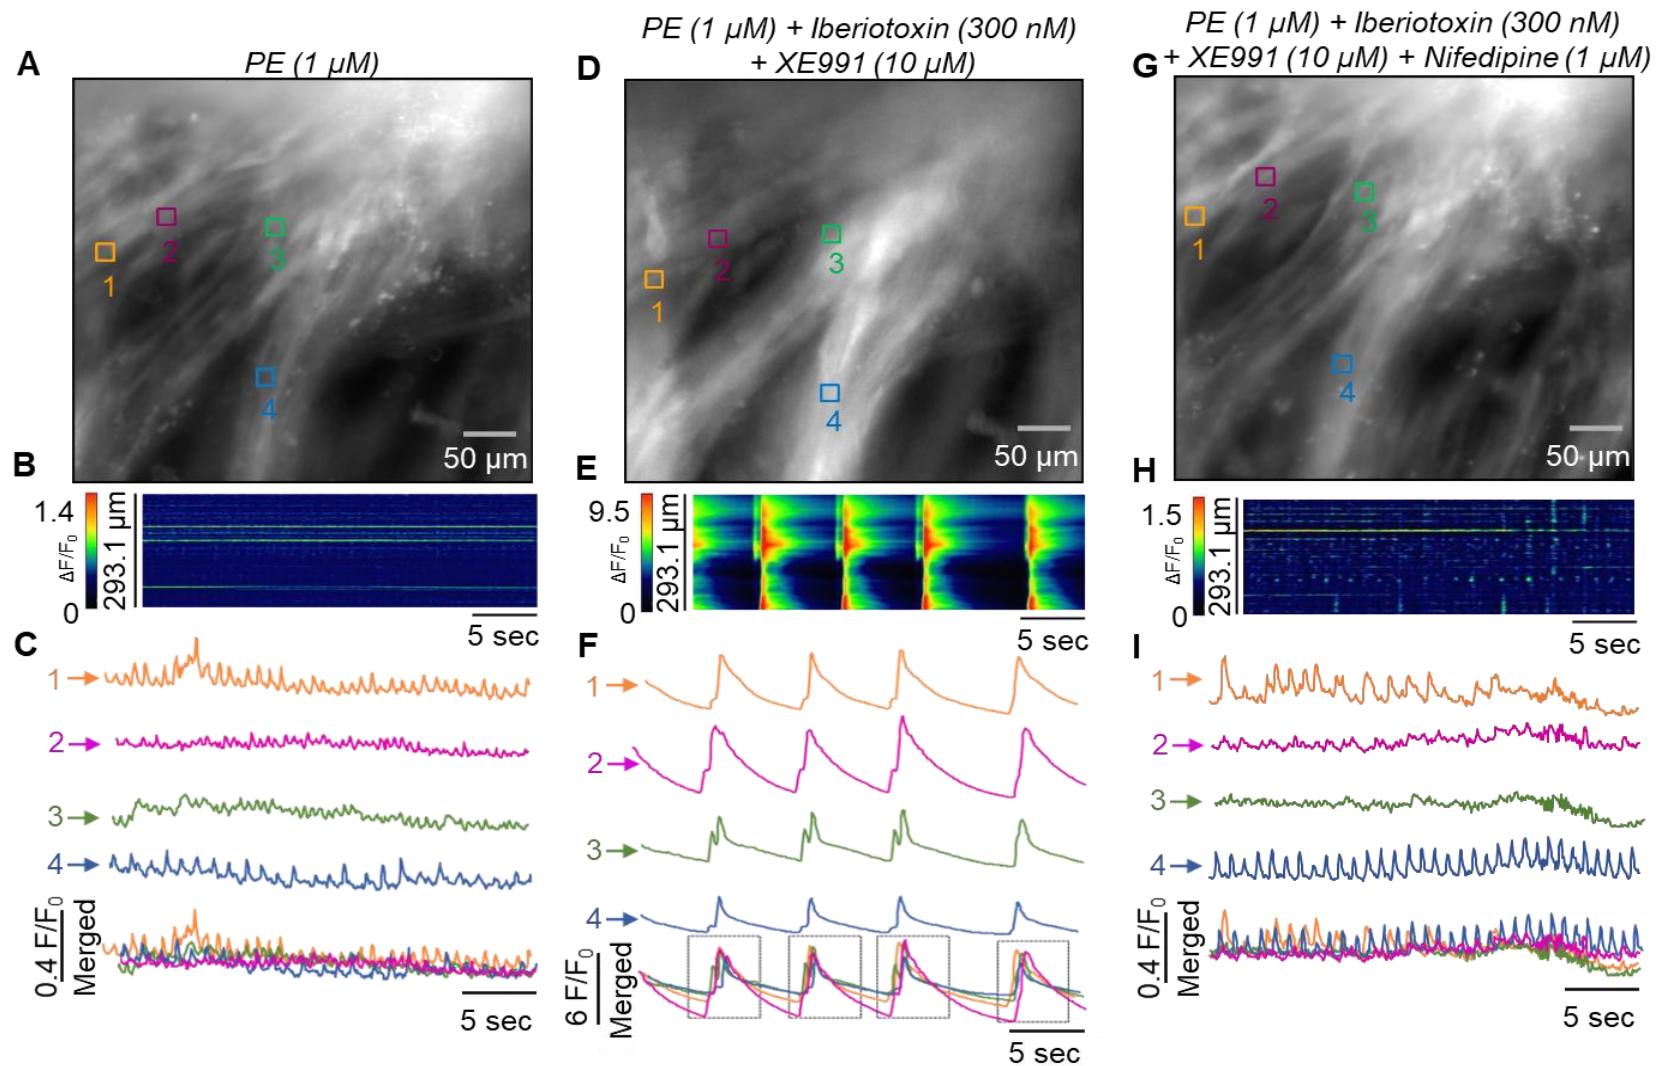 A
PE (1 µM)
1
2
3
4
50 µm
B
1.4
0
ΔF/F0
293.1 µm
5 sec
C
1
2
3
4
0.4 F/F0
Merged
5 sec
PE (1 µM) + Iberiotoxin (300 nM)
+ XE991 (10 µM)
D
1
2
3
4
50 µm
E
9.5
0
ΔF/F0
293.1 µm
5 sec
F
1
2
3
4
6 F/F0
Merged
5 sec
PE (1 µM) + Iberiotoxin (300 nM)
+ XE991 (10 µM) + Nifedipine (1 µM)
G
1
2
3
4
50 µm
H
1.5
0
ΔF/F0
293.1 µm
5 sec
I
1
2
3
4
0.4 F/F0
Merged
5 sec